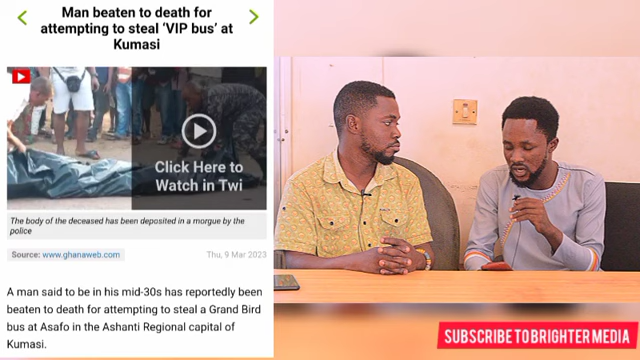 Man beaten to death for
attempting to steal ‘VIP bus’ at
Kumasi
Click Here to
Watch in Twi
The body of the deceased has been deposited in a morgue by the
police
Source: www.ghanaweb.com
Thu, 9 Mar 2023
A man said to be in his mid-30s has reportedly been
beaten to death for attempting to steal a Grand Bird
bus at Asafo in the Ashanti Regional capital of
Kumasi.
SUBSCRIBE TO BRIGHTER MEDIA